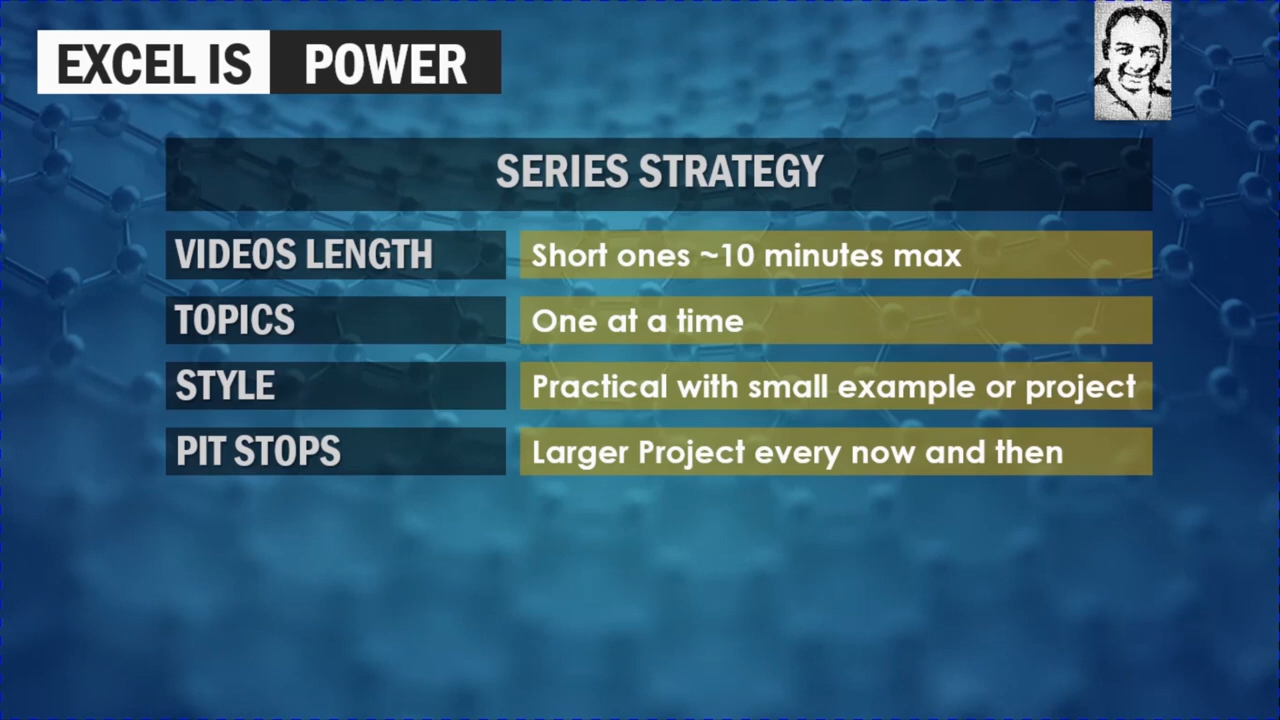 EXCEL IS POWER
SERIES STRATEGY
VIDEOS LENGTH Short ones ~10 minutes max
TOPICS One at a time
STYLE Practical with small example or project
PIT STOPS Larger Project every now and then